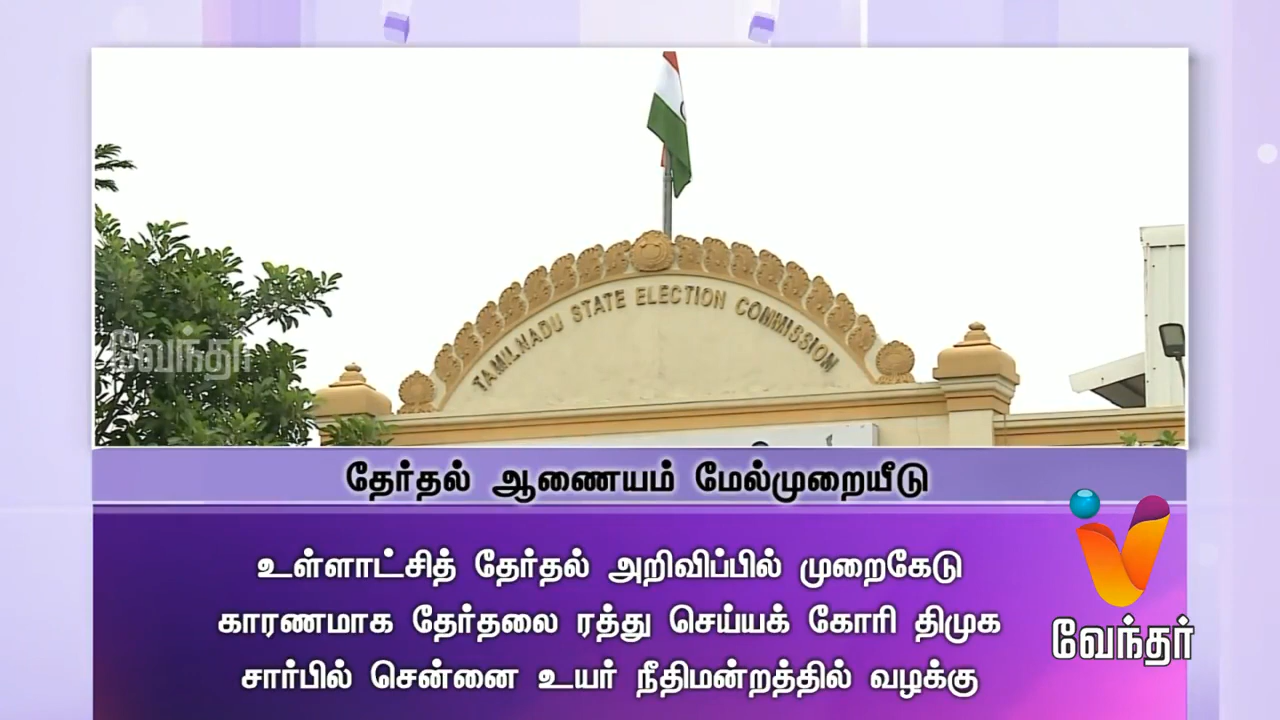 வேந்தர்
TAMILNADU STATE ELECTION COMMISSION
தேர்தல் ஆணையம் மேல்முறையீடு
உள்ளாட்சித் தேர்தல் அறிவிப்பில் முறைகேடு
காரணமாக தேர்தலை ரத்து செய்யக் கோரி திமுக
சார்பில் சென்னை உயர் நீதிமன்றத்தில் வழக்கு
வேந்தர்